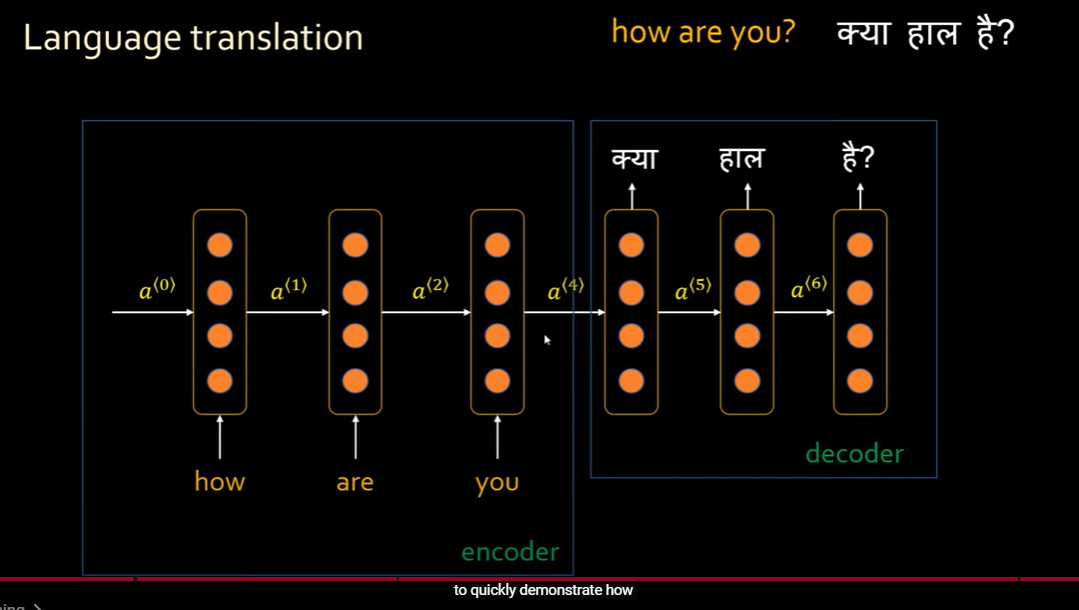 Language translation
how are you? क्या हाल है?
क्या हाल है?
a⟨0⟩ a⟨1⟩ a⟨2⟩ a⟨4⟩ a⟨5⟩ a⟨6⟩
decoder
how are you
encoder
to quickly demonstrate how